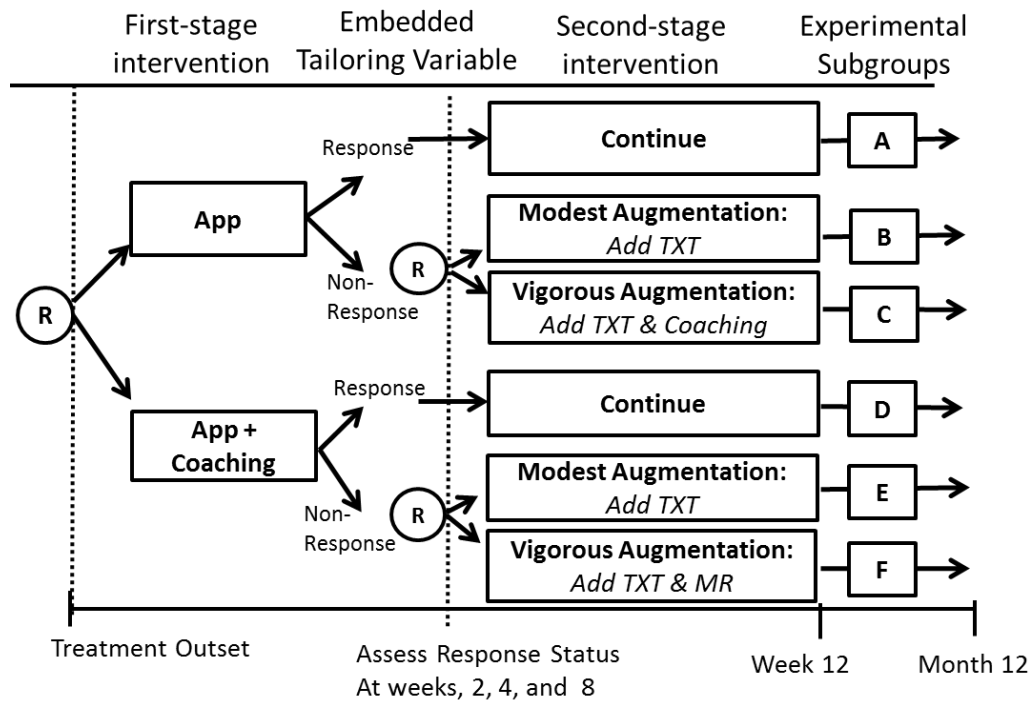 First-stage
intervention
Embedded
Tailoring Variable
Second-stage
intervention
Experimental
Subgroups
Response
Continue
A
App
Modest Augmentation:
Add TXT
B
R
Non-
Response
Vigorous Augmentation:
Add TXT & Coaching
C
R
Response
Continue
D
App +
Coaching
Modest Augmentation:
Add TXT
E
R
Non-
Response
Vigorous Augmentation:
Add TXT & MR
F
Treatment Outset
Assess Response Status
At weeks, 2, 4, and 8
Week 12
Month 12